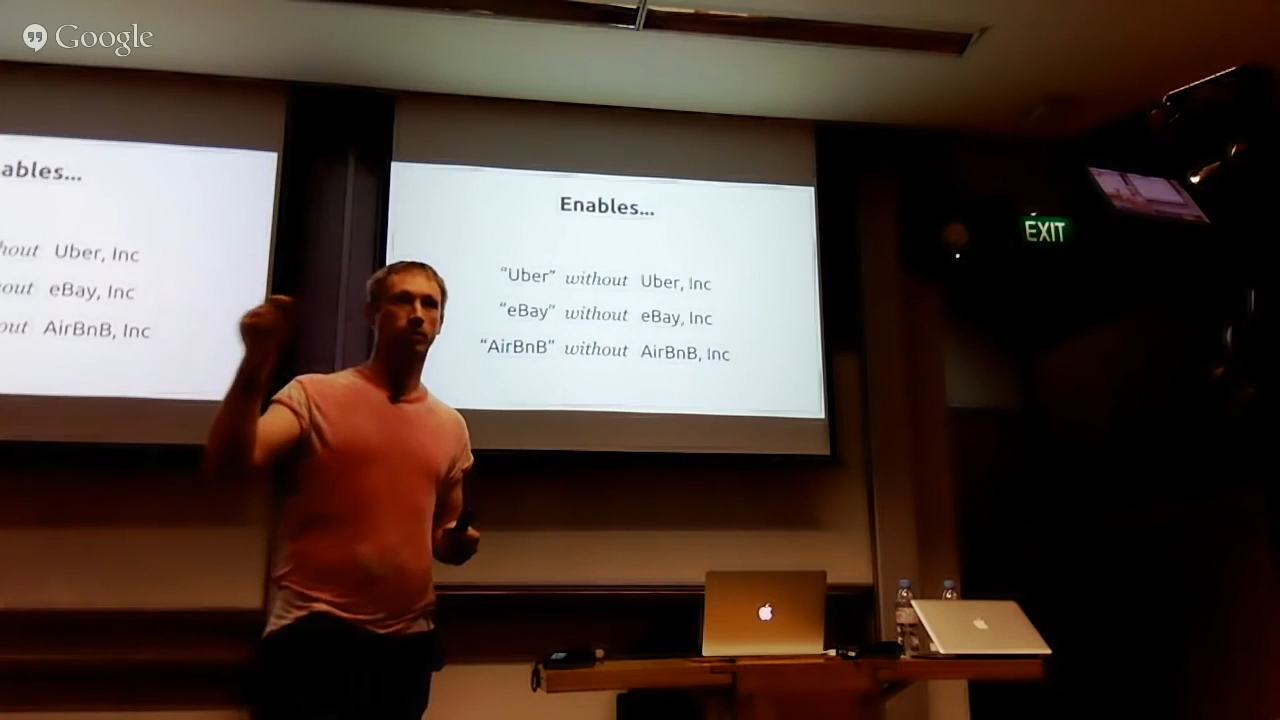 Google
ables...
hout Uber, Inc
out eBay, Inc
out AirBnB, Inc
Enables...
“Uber” without Uber, Inc
“eBay” without eBay, Inc
“AirBnB” without AirBnB, Inc
EXIT